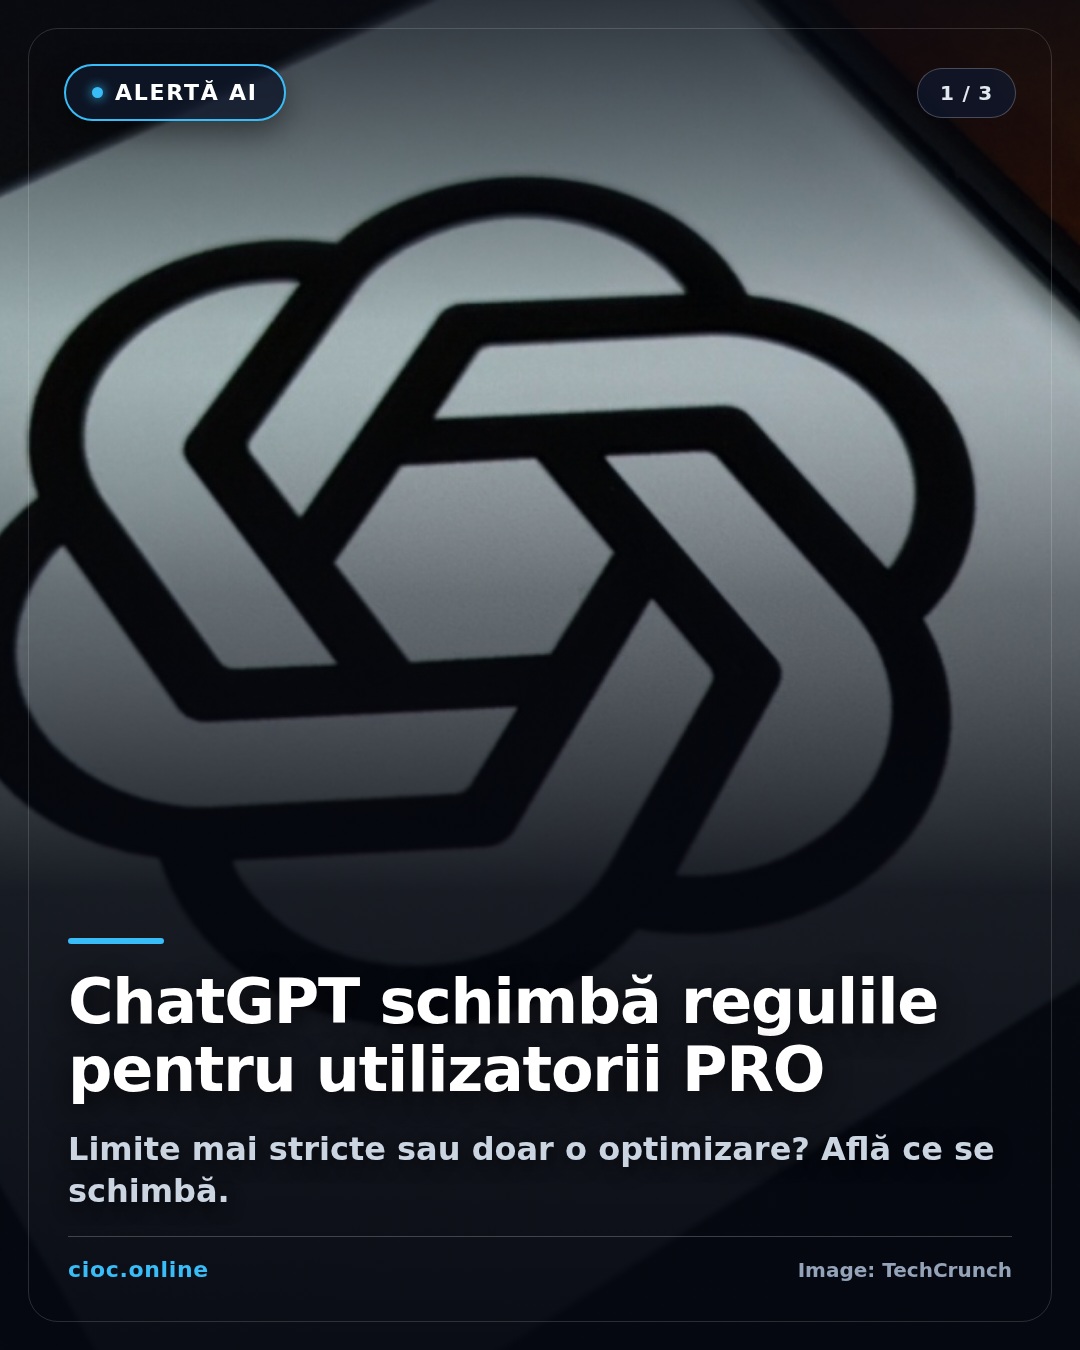 ALERTĂ AI
1 / 3
ChatGPT schimbă regulile
pentru utilizatorii PRO
Limite mai stricte sau doar o optimizare? Află ce se
schimbă.
cioc.online
Image: TechCrunch